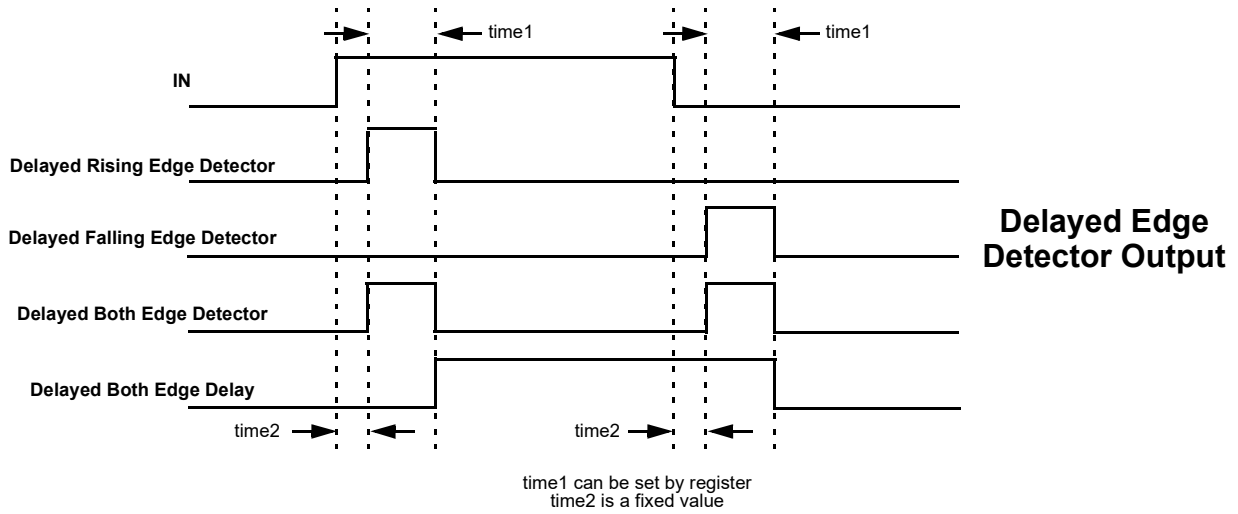 time1
time1
IN
Delayed Rising Edge Detector
Delayed Falling Edge Detector
Delayed Edge
Detector Output
Delayed Both Edge Detector
Delayed Both Edge Delay
time2
time2
time1 can be set by register
time2 is a fixed value